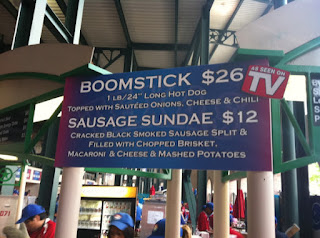 BOOMSTICK $26
1 LB/24" LONG HOT DOG
TOPPED WITH SAUTÉED ONIONS, CHEESE & CHILI
SAUSAGE SUNDAE $12
CRACKED BLACK SMOKED SAUSAGE SPLIT &
FILLED WITH CHOPPED BRISKET,
MACARONI & CHEESE & MASHED POTATOES
AS SEEN ON
TV